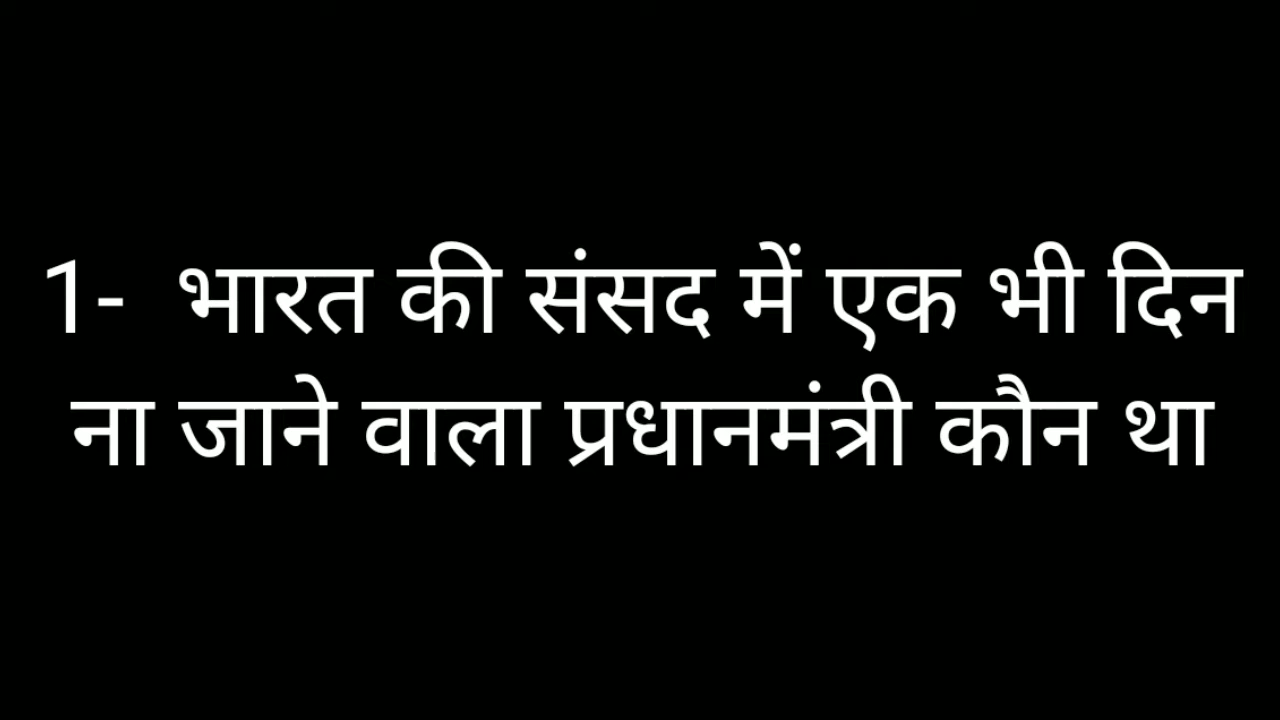 1- भारत की संसद में एक भी दिन
ना जाने वाला प्रधानमंत्री कौन था